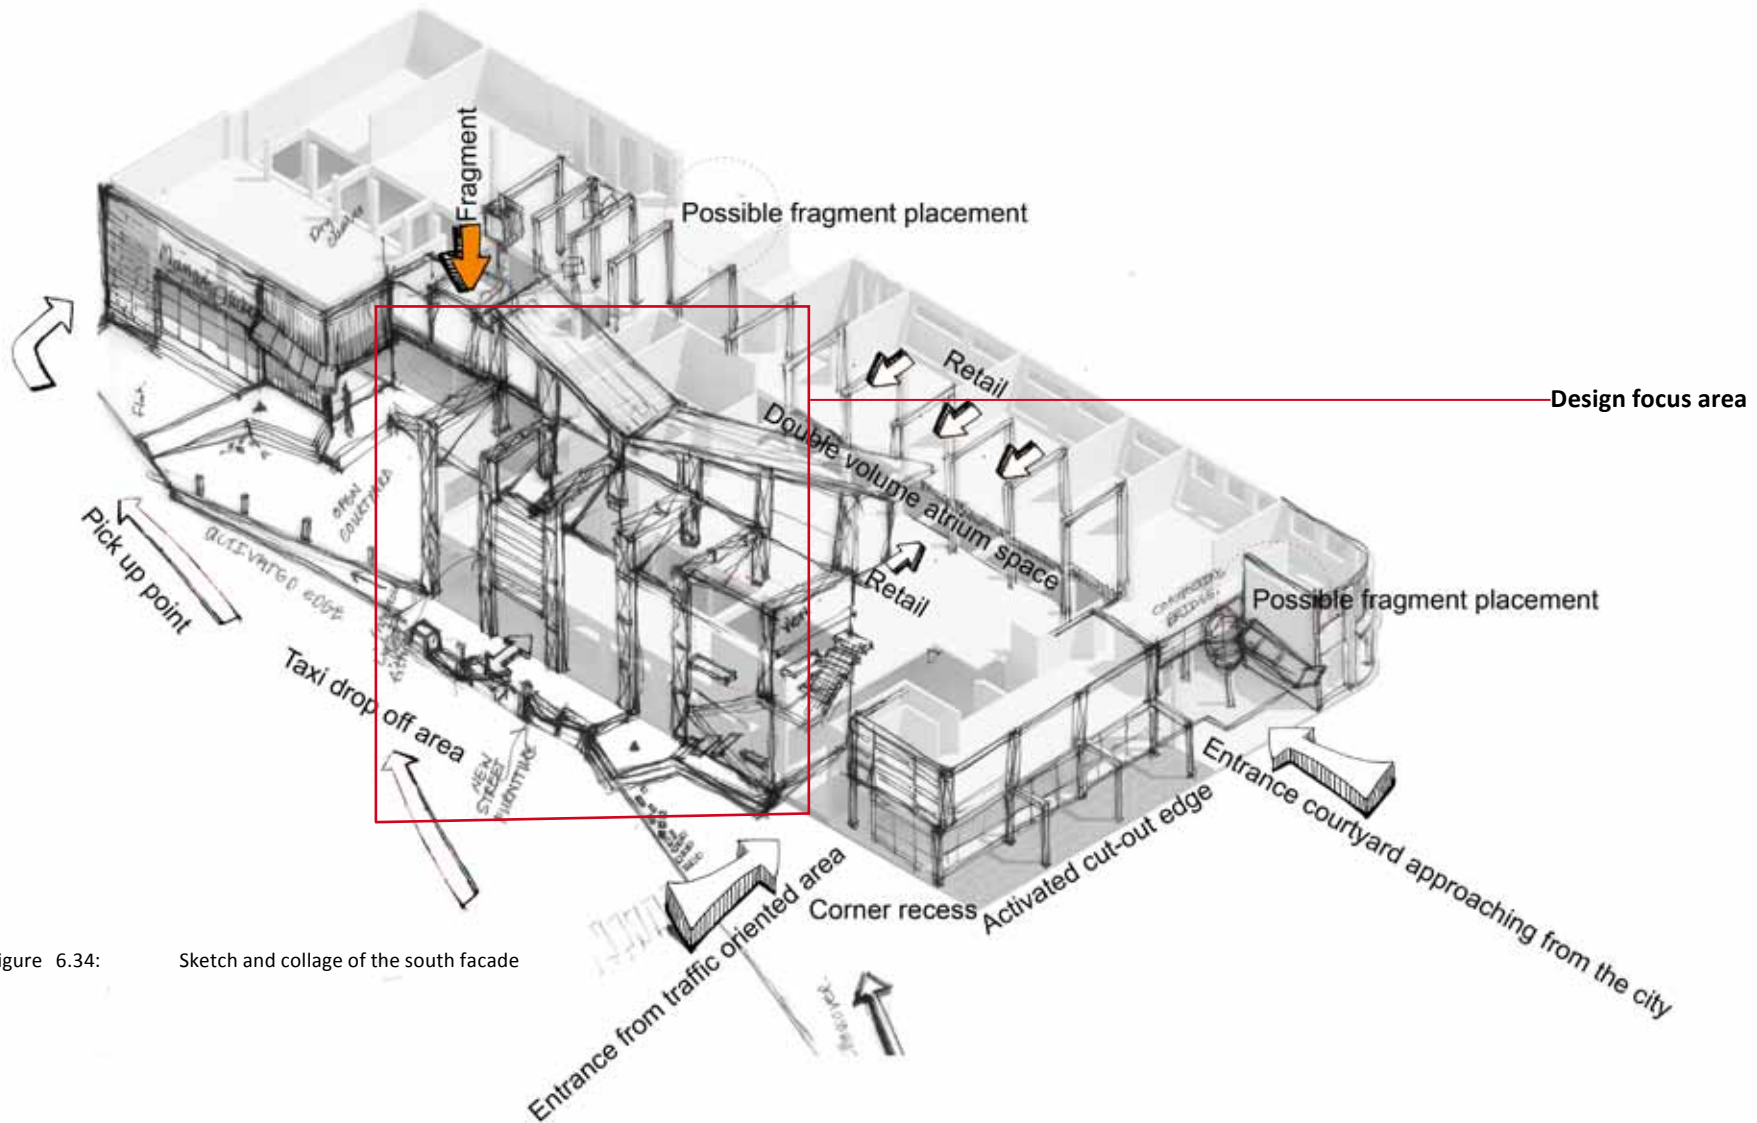 Fragment
Possible fragment placement
Retail
Design focus area
Double volume atrium space
OPEN
COURTYARD
Pick up point
Retail
Possible fragment placement
Taxi drop off area
NEW
STREET
Entrance courtyard approaching from the city
Activated cut-out edge
Corner recess
Entrance from traffic oriented area
igure 6.34: Sketch and collage of the south facade